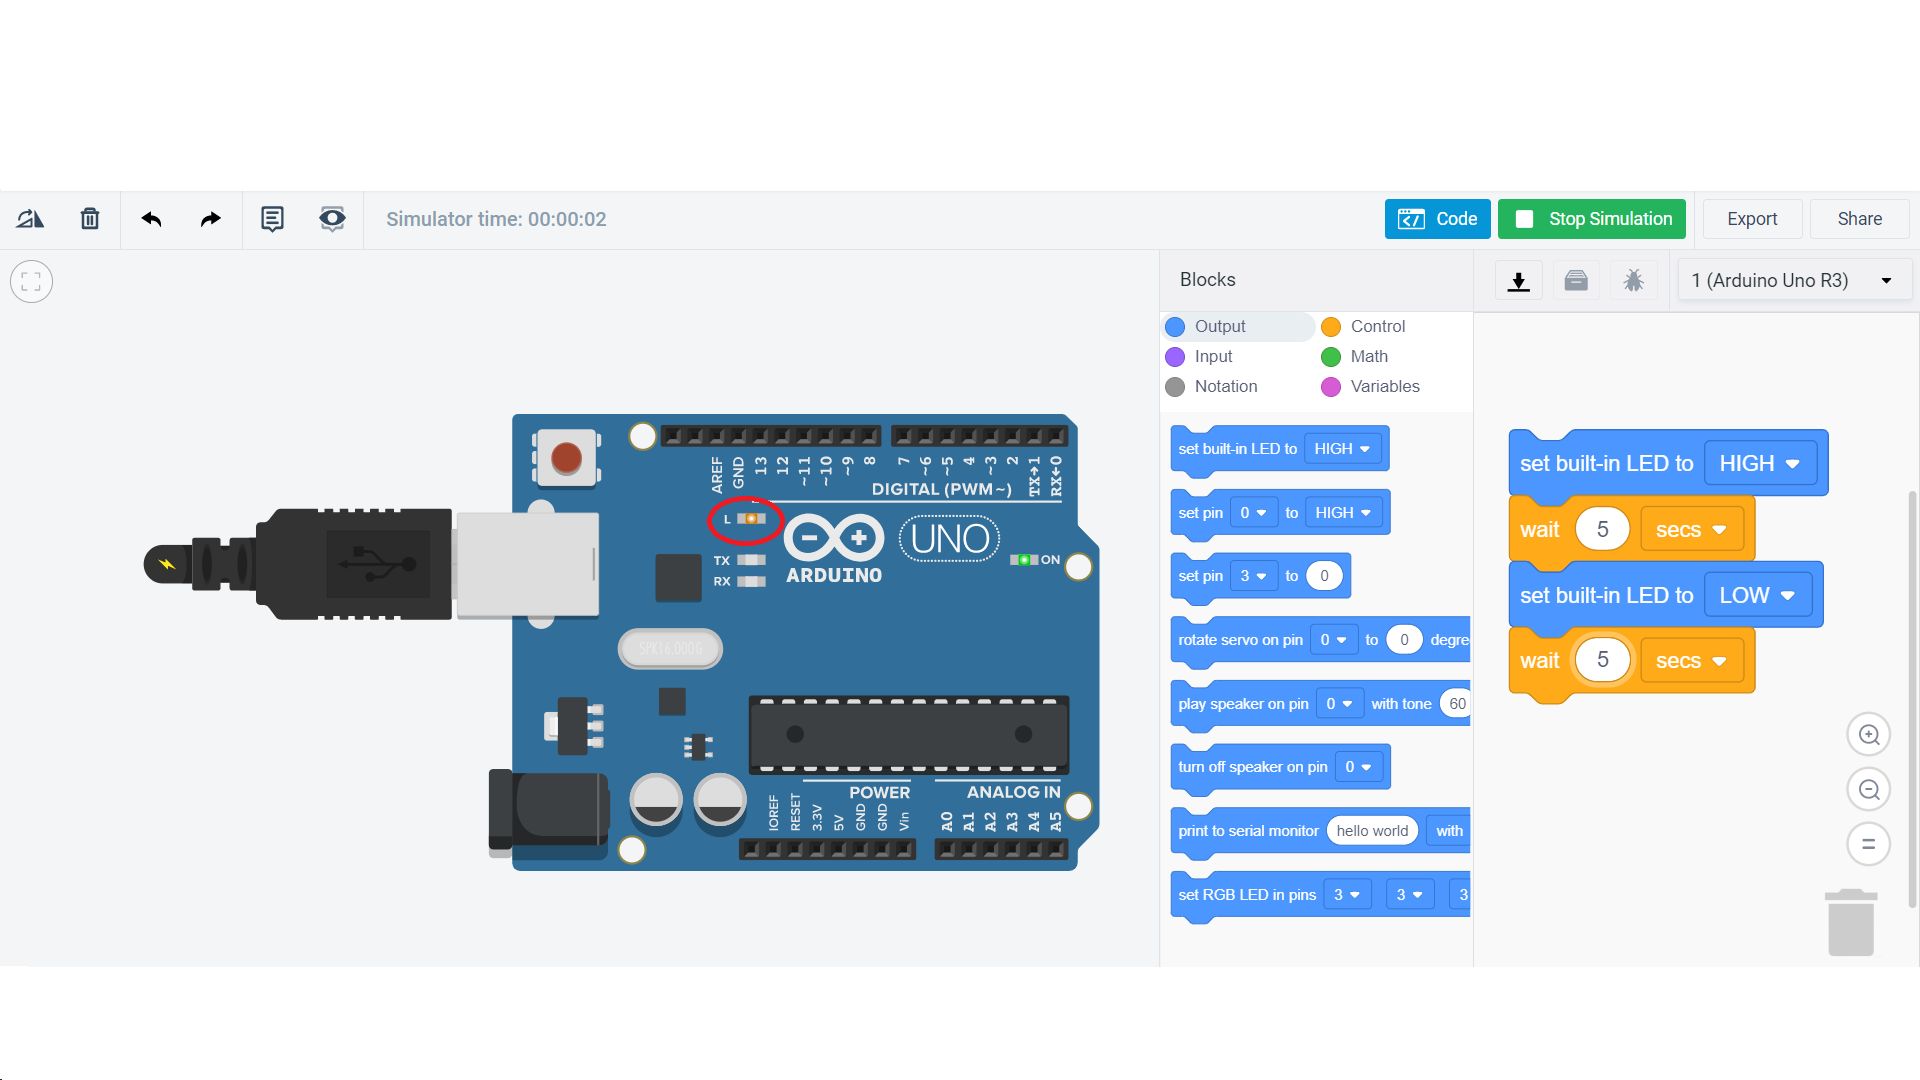 Simulator time: 00:00:02
Code
Stop Simulation
Export
Share
Blocks
1 (Arduino Uno R3)
Output
Control
Input
Math
Notation
Variables
set built-in LED to HIGH
set pin 0 to HIGH
set pin 3 to 0
rotate servo on pin 0 to 0 degre
play speaker on pin 0 with tone 60
turn off speaker on pin 0
print to serial monitor hello world with
set RGB LED in pins 3 3 3
set built-in LED to HIGH
wait 5 secs
set built-in LED to LOW
wait 5 secs
AREF
GND
13
12
~11
~10
~9
8
7
~6
~5
4
~3
2
TX→1
RX←0
DIGITAL (PWM~)
L
TX
RX
ARDUINO
UNO
ON
SPK16.000G
POWER
ANALOG IN
IOREF
RESET
3.3V
5V
GND
GND
Vin
A0
A1
A2
A3
A4
A5